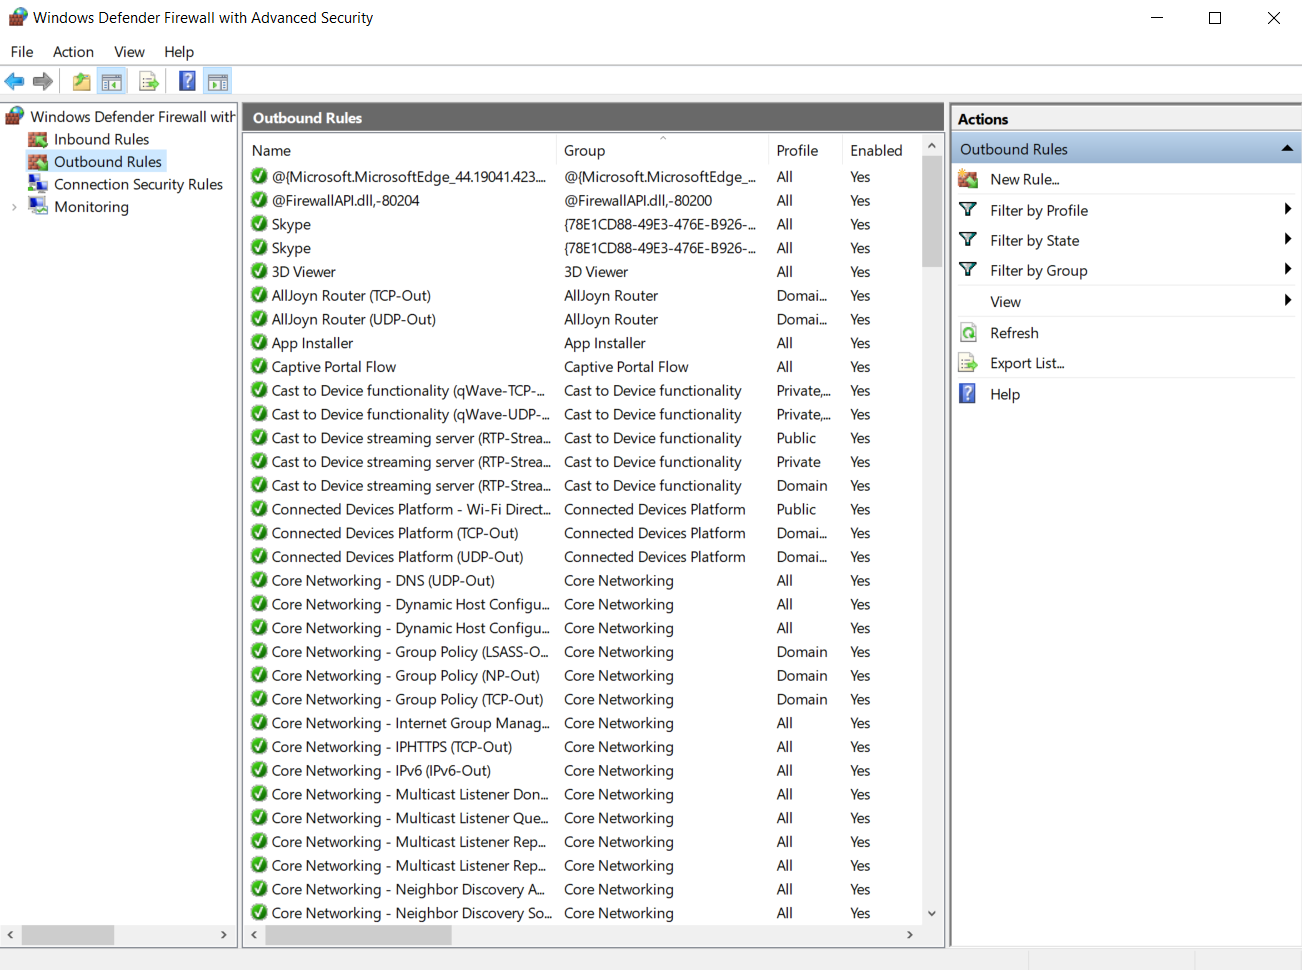 Windows Defender Firewall with Advanced Security
File Action View Help
Windows Defender Firewall with
Inbound Rules
Outbound Rules
Connection Security Rules
Monitoring
Outbound Rules
Name Group Profile Enabled
@{Microsoft.MicrosoftEdge_44.19041.423.... @{Microsoft.MicrosoftEdge_... All Yes
@FirewallAPI.dll,-80204 @FirewallAPI.dll,-80200 All Yes
Skype {78E1CD88-49E3-476E-B926-... All Yes
Skype {78E1CD88-49E3-476E-B926-... All Yes
3D Viewer 3D Viewer All Yes
AllJoyn Router (TCP-Out) AllJoyn Router Domai... Yes
AllJoyn Router (UDP-Out) AllJoyn Router Domai... Yes
App Installer App Installer All Yes
Captive Portal Flow Captive Portal Flow All Yes
Cast to Device functionality (qWave-TCP-... Cast to Device functionality Private,... Yes
Cast to Device functionality (qWave-UDP-... Cast to Device functionality Private,... Yes
Cast to Device streaming server (RTP-Strea... Cast to Device functionality Public Yes
Cast to Device streaming server (RTP-Strea... Cast to Device functionality Private Yes
Cast to Device streaming server (RTP-Strea... Cast to Device functionality Domain Yes
Connected Devices Platform - Wi-Fi Direct... Connected Devices Platform Public Yes
Connected Devices Platform (TCP-Out) Connected Devices Platform Domai... Yes
Connected Devices Platform (UDP-Out) Connected Devices Platform Domai... Yes
Core Networking - DNS (UDP-Out) Core Networking All Yes
Core Networking - Dynamic Host Configu... Core Networking All Yes
Core Networking - Dynamic Host Configu... Core Networking All Yes
Core Networking - Group Policy (LSASS-O... Core Networking Domain Yes
Core Networking - Group Policy (NP-Out) Core Networking Domain Yes
Core Networking - Group Policy (TCP-Out) Core Networking Domain Yes
Core Networking - Internet Group Manag... Core Networking All Yes
Core Networking - IPHTTPS (TCP-Out) Core Networking All Yes
Core Networking - IPv6 (IPv6-Out) Core Networking All Yes
Core Networking - Multicast Listener Don... Core Networking All Yes
Core Networking - Multicast Listener Que... Core Networking All Yes
Core Networking - Multicast Listener Rep... Core Networking All Yes
Core Networking - Multicast Listener Rep... Core Networking All Yes
Core Networking - Neighbor Discovery A... Core Networking All Yes
Core Networking - Neighbor Discovery So... Core Networking All Yes
Actions
Outbound Rules
New Rule...
Filter by Profile
Filter by State
Filter by Group
View
Refresh
Export List...
Help